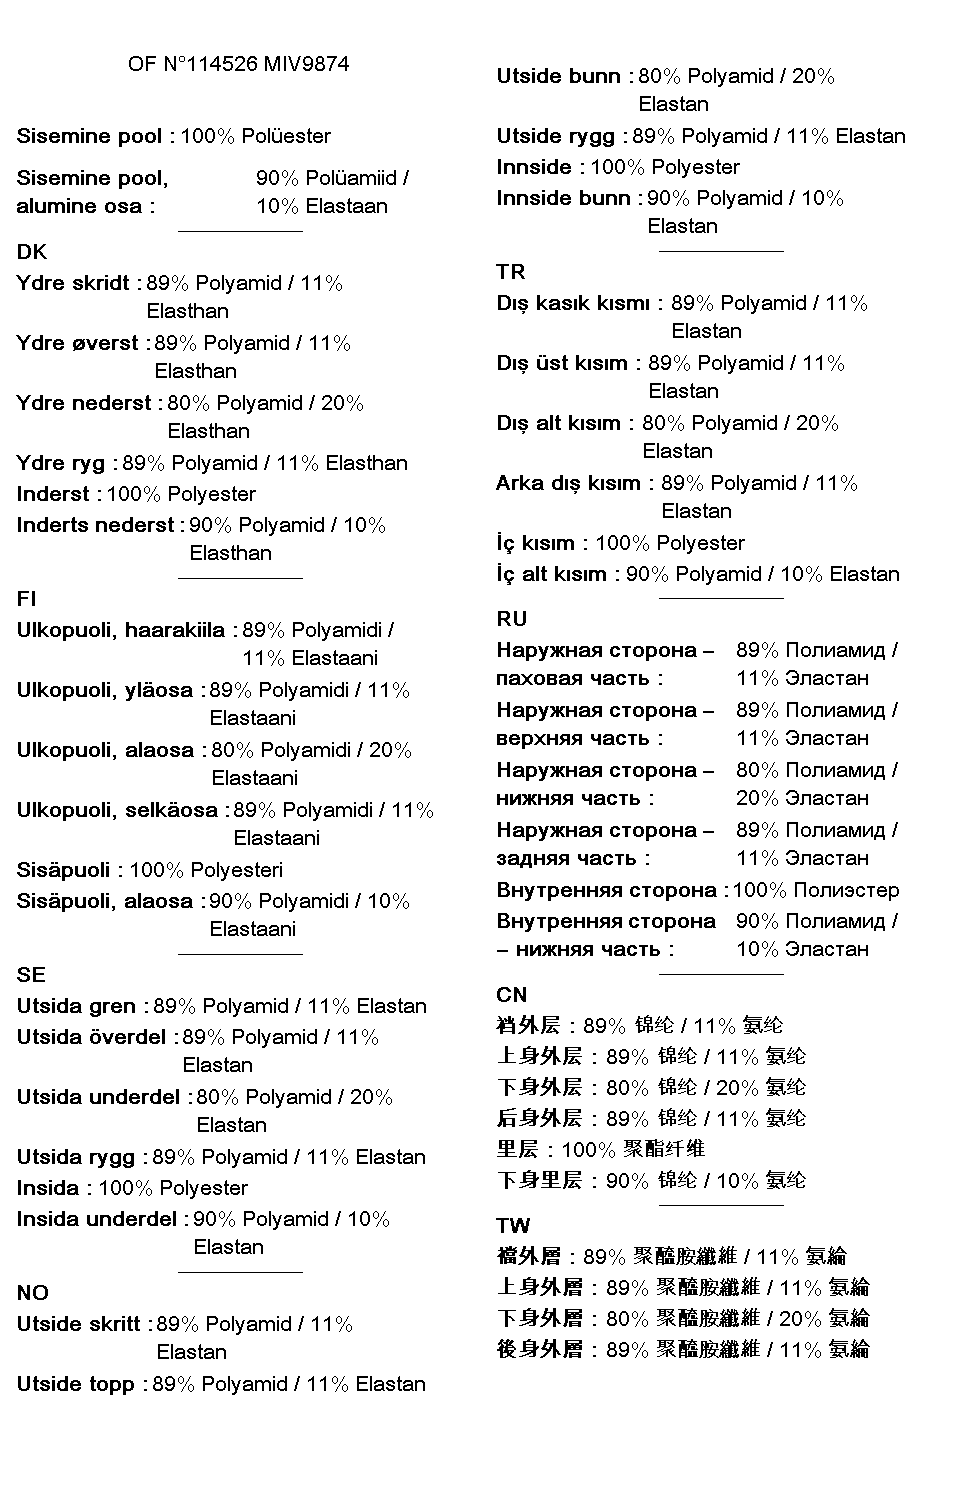 OF N°114526 MIV9874
Sisemine pool : 100% Polüester
Sisemine pool, 90% Polüamiid /
alumine osa : 10% Elastaan
DK
Ydre skridt : 89% Polyamid / 11%
Elasthan
Ydre øverst : 89% Polyamid / 11%
Elasthan
Ydre nederst : 80% Polyamid / 20%
Elasthan
Ydre ryg : 89% Polyamid / 11% Elasthan
Inderst : 100% Polyester
Inderts nederst : 90% Polyamid / 10%
Elasthan
FI
Ulkopuoli, haarakiila : 89% Polyamidi /
11% Elastaani
Ulkopuoli, yläosa : 89% Polyamidi / 11%
Elastaani
Ulkopuoli, alaosa : 80% Polyamidi / 20%
Elastaani
Ulkopuoli, selkäosa : 89% Polyamidi / 11%
Elastaani
Sisäpuoli : 100% Polyesteri
Sisäpuoli, alaosa : 90% Polyamidi / 10%
Elastaani
SE
Utsida gren : 89% Polyamid / 11% Elastan
Utsida överdel : 89% Polyamid / 11%
Elastan
Utsida underdel : 80% Polyamid / 20%
Elastan
Utsida rygg : 89% Polyamid / 11% Elastan
Insida : 100% Polyester
Insida underdel : 90% Polyamid / 10%
Elastan
NO
Utside skritt : 89% Polyamid / 11%
Elastan
Utside topp : 89% Polyamid / 11% Elastan
Utside bunn : 80% Polyamid / 20%
Elastan
Utside rygg : 89% Polyamid / 11% Elastan
Innside : 100% Polyester
Innside bunn : 90% Polyamid / 10%
Elastan
TR
Dış kasık kısmı : 89% Polyamid / 11%
Elastan
Dış üst kısım : 89% Polyamid / 11%
Elastan
Dış alt kısım : 80% Polyamid / 20%
Elastan
Arka dış kısım : 89% Polyamid / 11%
Elastan
İç kısım : 100% Polyester
İç alt kısım : 90% Polyamid / 10% Elastan
RU
Наружная сторона – 89% Полиамид /
паховая часть : 11% Эластан
Наружная сторона – 89% Полиамид /
верхняя часть : 11% Эластан
Наружная сторона – 80% Полиамид /
нижняя часть : 20% Эластан
Наружная сторона – 89% Полиамид /
задняя часть : 11% Эластан
Внутренняя сторона : 100% Полиэстер
Внутренняя сторона 90% Полиамид /
– нижняя часть : 10% Эластан
CN
裆外层 : 89% 锦纶 / 11% 氨纶
上身外层 : 89% 锦纶 / 11% 氨纶
下身外层 : 80% 锦纶 / 20% 氨纶
后身外层 : 89% 锦纶 / 11% 氨纶
里层 : 100% 聚酯纤维
下身里层 : 90% 锦纶 / 10% 氨纶
TW
襠外層 : 89% 聚醯胺纖維 / 11% 氨綸
上身外層 : 89% 聚醯胺纖維 / 11% 氨綸
下身外層 : 80% 聚醯胺纖維 / 20% 氨綸
後身外層 : 89% 聚醯胺纖維 / 11% 氨綸